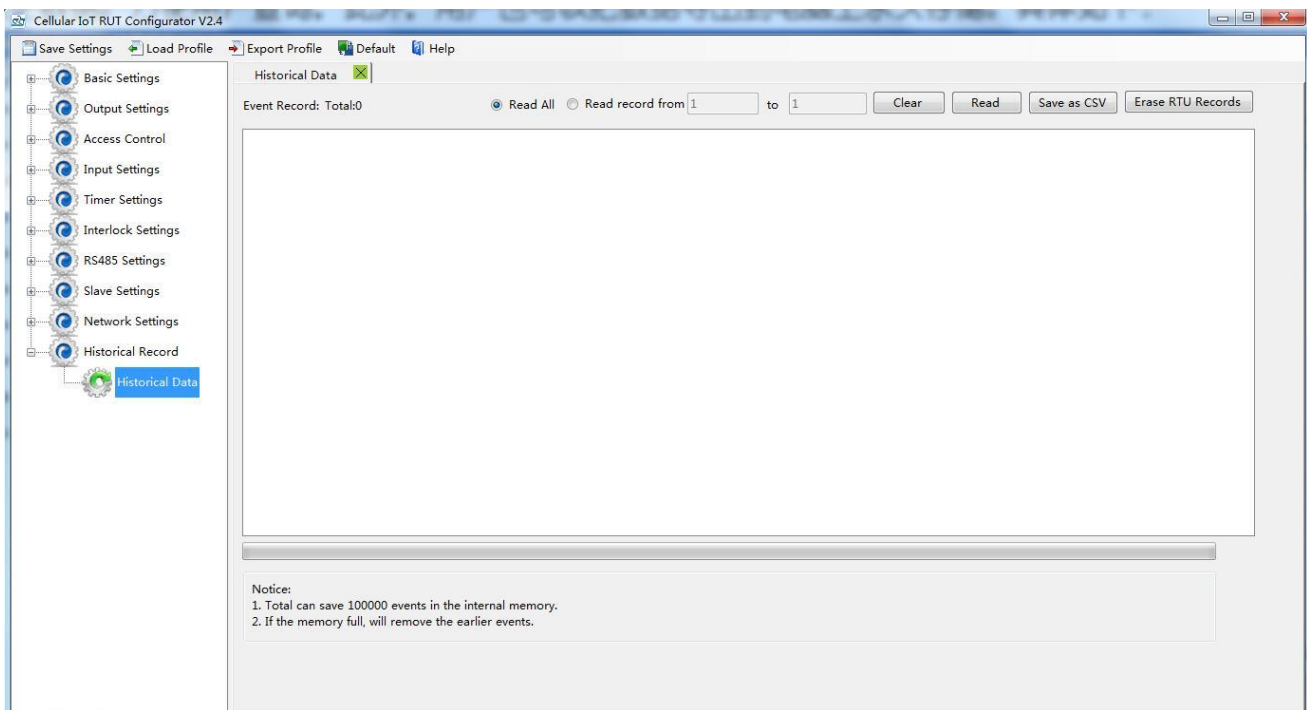 Cellular IoT RUT Configurator V2.4
Save Settings Load Profile Export Profile Default Help
Basic Settings
Output Settings
Access Control
Input Settings
Timer Settings
Interlock Settings
RS485 Settings
Slave Settings
Network Settings
Historical Record
Historical Data
Historical Data
Event Record: Total:0 Read All Read record from 1 to 1 Clear Read Save as CSV Erase RTU Records
Notice:
1. Total can save 100000 events in the internal memory.
2. If the memory full, will remove the earlier events.